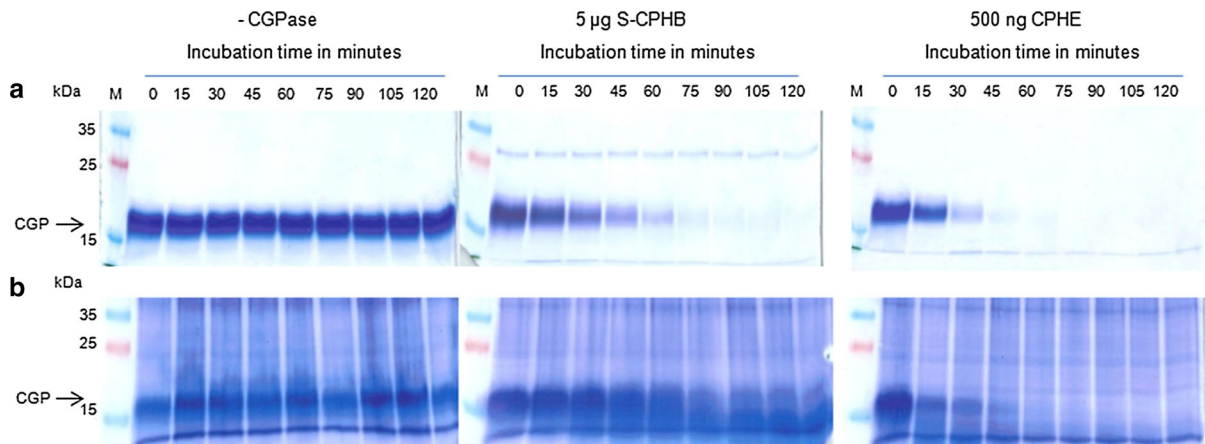 - CGPase 5 µg S-CPHB 500 ng CPHE
Incubation time in minutes Incubation time in minutes Incubation time in minutes
a kDa M 0 15 30 45 60 75 90 105 120 M 0 15 30 45 60 75 90 105 120 M 0 15 30 45 60 75 90 105 120
35
25
CGP
15
b kDa
35
25
CGP
15